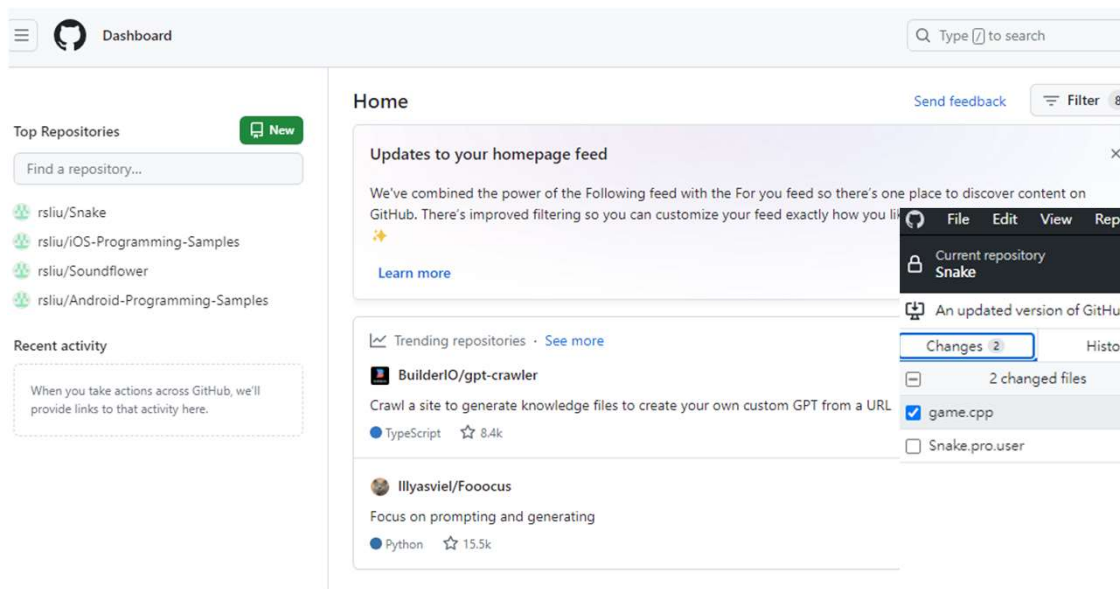 Dashboard
Type / to search
Top Repositories
New
Find a repository...
rsliu/Snake
rsliu/iOS-Programming-Samples
rsliu/Soundflower
rsliu/Android-Programming-Samples
Recent activity
When you take actions across GitHub, we'll
provide links to that activity here.
Home
Send feedback
Filter 8
Updates to your homepage feed
We've combined the power of the Following feed with the For you feed so there's one place to discover content on
GitHub. There's improved filtering so you can customize your feed exactly how you
Learn more
Trending repositories · See more
BuilderIO/gpt-crawler
Crawl a site to generate knowledge files to create your own custom GPT from a URL
TypeScript 8.4k
lllyasviel/Fooocus
Focus on prompting and generating
Python 15.5k
File Edit View Rep
Current repository
Snake
An updated version of GitHu
Changes 2 Histo
2 changed files
game.cpp
Snake.pro.user